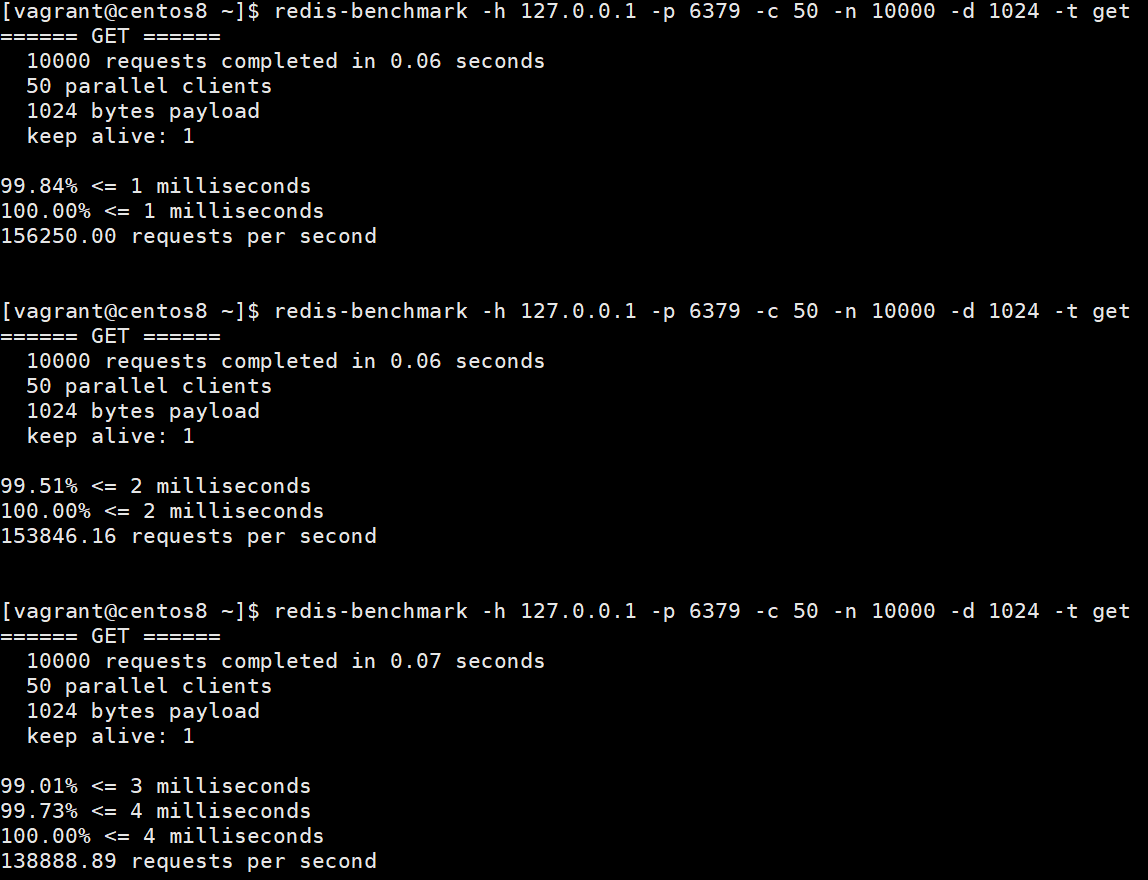 [vagrant@centos8 ~]$ redis-benchmark -h 127.0.0.1 -p 6379 -c 50 -n 10000 -d 1024 -t get
====== GET ======
  10000 requests completed in 0.06 seconds
  50 parallel clients
  1024 bytes payload
  keep alive: 1

99.84% <= 1 milliseconds
100.00% <= 1 milliseconds
156250.00 requests per second


[vagrant@centos8 ~]$ redis-benchmark -h 127.0.0.1 -p 6379 -c 50 -n 10000 -d 1024 -t get
====== GET ======
  10000 requests completed in 0.06 seconds
  50 parallel clients
  1024 bytes payload
  keep alive: 1

99.51% <= 2 milliseconds
100.00% <= 2 milliseconds
153846.16 requests per second


[vagrant@centos8 ~]$ redis-benchmark -h 127.0.0.1 -p 6379 -c 50 -n 10000 -d 1024 -t get
====== GET ======
  10000 requests completed in 0.07 seconds
  50 parallel clients
  1024 bytes payload
  keep alive: 1

99.01% <= 3 milliseconds
99.73% <= 4 milliseconds
100.00% <= 4 milliseconds
138888.89 requests per second